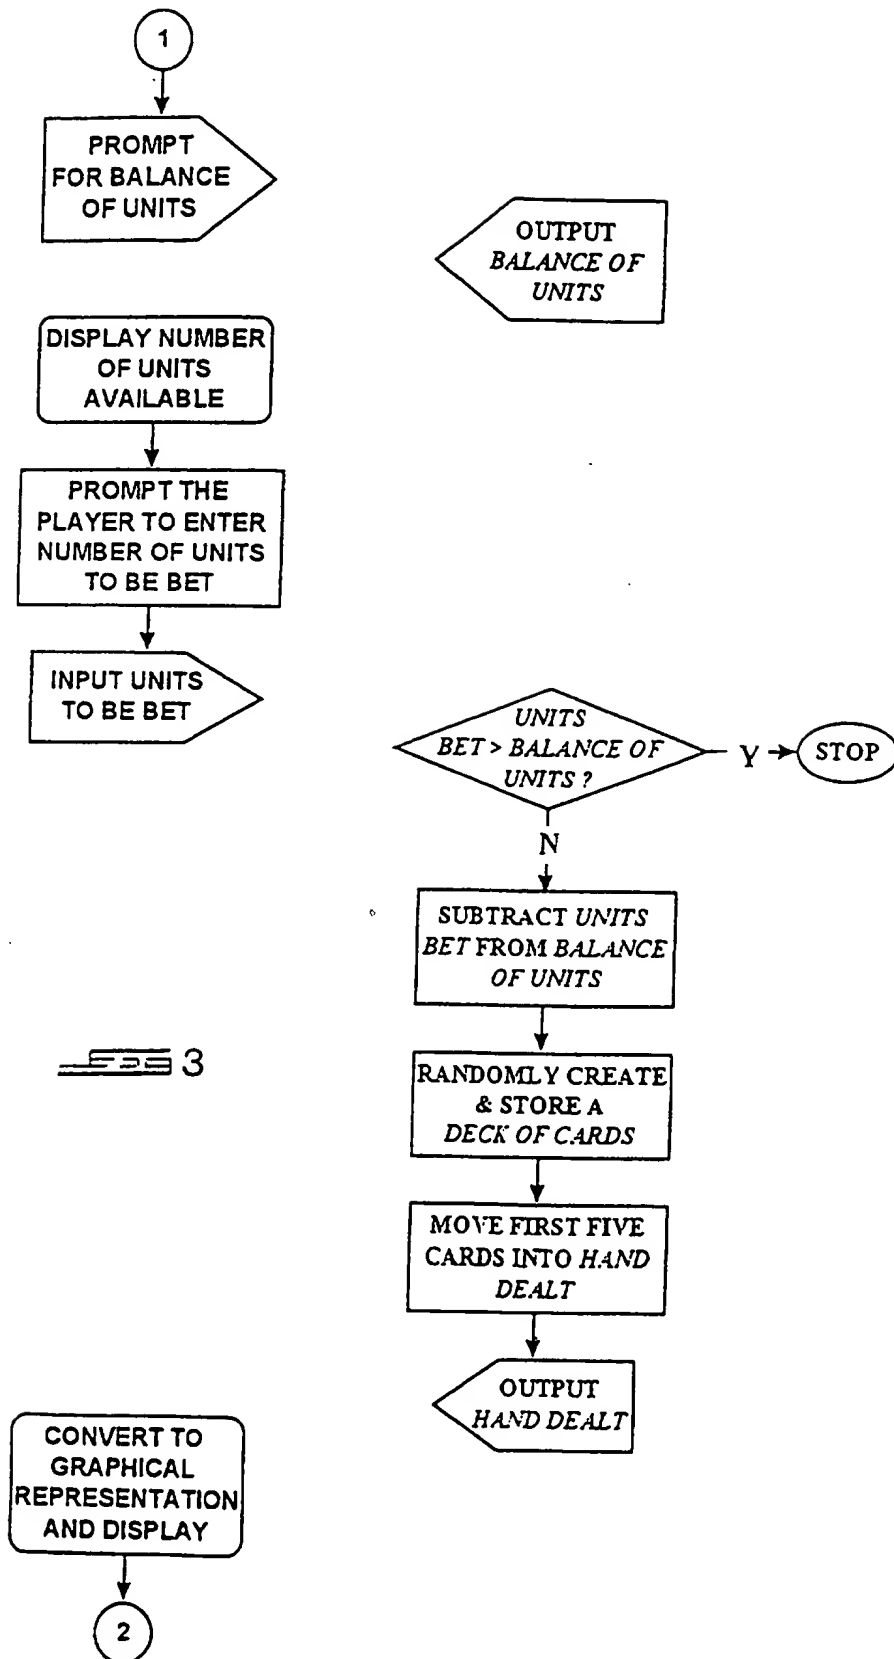 1
PROMPT
FOR BALANCE
OF UNITS
OUTPUT
BALANCE OF
UNITS
DISPLAY NUMBER
OF UNITS
AVAILABLE
PROMPT THE
PLAYER TO ENTER
NUMBER OF UNITS
TO BE BET
INPUT UNITS
TO BE BET
UNITS
BET > BALANCE OF
UNITS ?
Y
STOP
N
SUBTRACT UNITS
BET FROM BALANCE
OF UNITS
3
RANDOMLY CREATE
& STORE A
DECK OF CARDS
MOVE FIRST FIVE
CARDS INTO HAND
DEALT
OUTPUT
HAND DEALT
CONVERT TO
GRAPHICAL
REPRESENTATION
AND DISPLAY
2